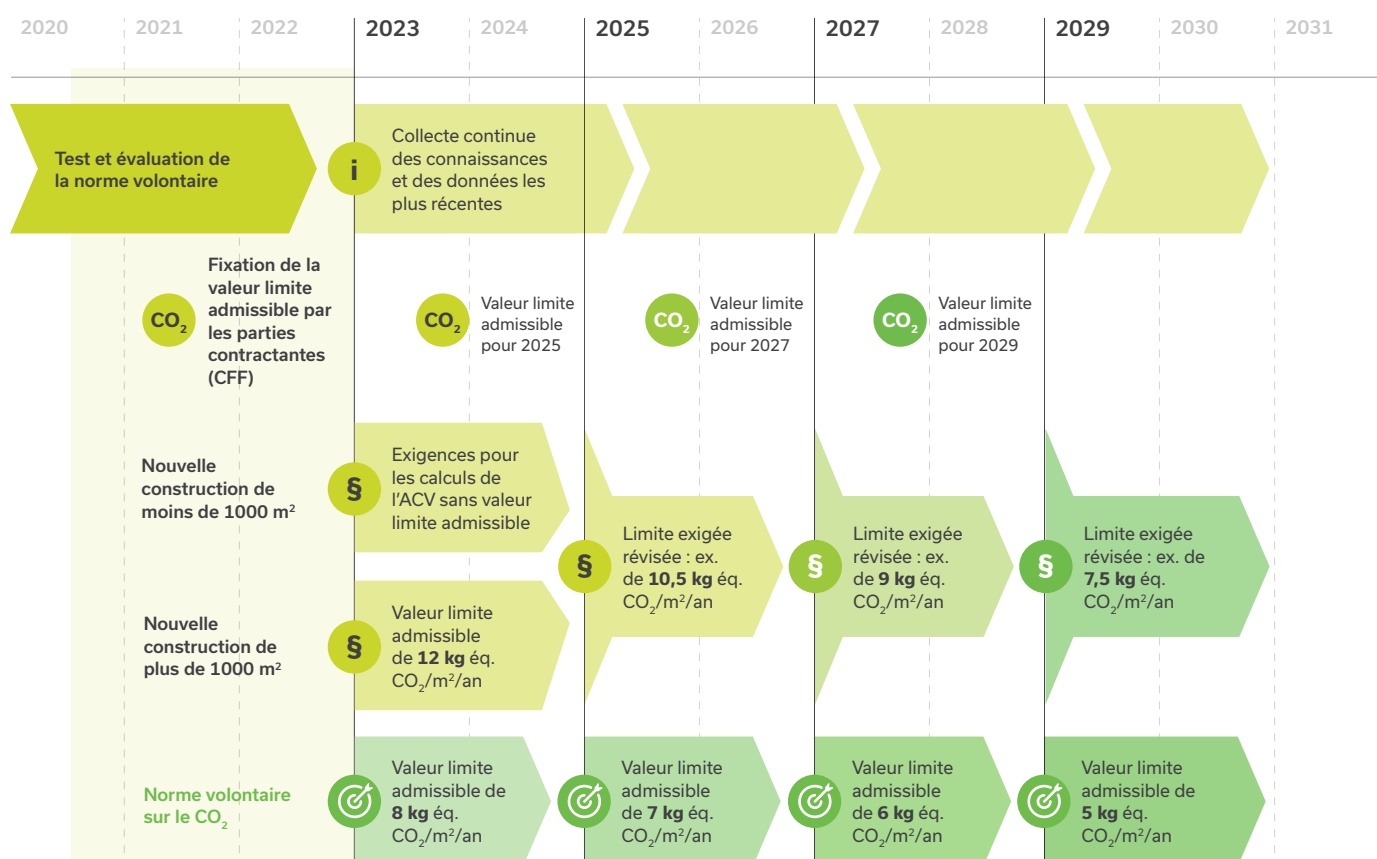 2020
2021
2022
2023
2024
2025
2026
2027
2028
2029
2030
2031
Test et évaluation de
la norme volontaire
i
Collecte continue
des connaissances
et des données les
plus récentes
CO₂
Fixation de la
valeur limite
admissible par
les parties
contractantes
(CFF)
CO₂
Valeur limite
admissible
pour 2025
CO₂
Valeur limite
admissible
pour 2027
CO₂
Valeur limite
admissible
pour 2029
Nouvelle
construction de
moins de 1000 m²
§
Exigences pour
les calculs de
l’ACV sans valeur
limite admissible
Nouvelle
construction de
plus de 1000 m²
§
Valeur limite
admissible
de 12 kg éq.
CO₂/m²/an
§
Limite exigée
révisée : ex.
de 10,5 kg éq.
CO₂/m²/an
§
Limite exigée
révisée : ex.
de 9 kg éq.
CO₂/m²/an
§
Limite exigée
révisée : ex. de
7,5 kg éq.
CO₂/m²/an
Norme volontaire
sur le CO₂
Valeur limite
admissible de
8 kg éq.
CO₂/m²/an
Valeur limite
admissible
de 7 kg éq.
CO₂/m²/an
Valeur limite
admissible
de 6 kg éq.
CO₂/m²/an
Valeur limite
admissible de
5 kg éq.
CO₂/m²/an